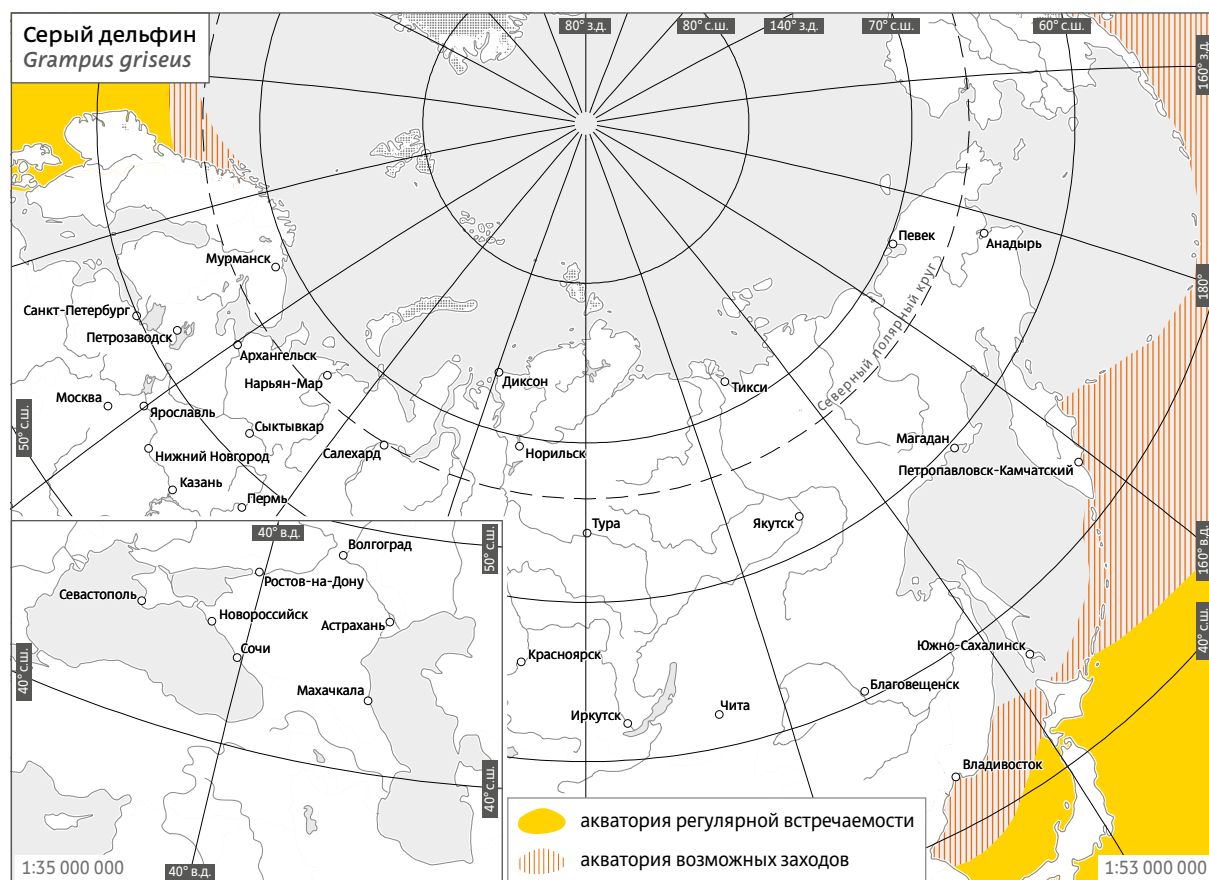 Серый дельфин
Grampus griseus
80° з.д.
80° с.ш.
140° з.д.
70° с.ш.
60° с.ш.
160° з.д.
Певек
Анадырь
Мурманск
180°
Северный полярный круг
Санкт-Петербург
Петрозаводск
Архангельск
Нарьян-Мар
Диксон
Тикси
Москва
Ярославль
50° с.ш.
Сыктывкар
Нижний Новгород
Салехард
Норильск
Магадан
Петропавловск-Камчатский
Казань
Пермь
Тура
Якутск
40° в.д.
50° с.ш.
160° в.д.
Волгоград
Ростов-на-Дону
Севастополь
Новороссийск
Астрахань
40° с.ш.
Сочи
Красноярск
Южно-Сахалинск
40° с.ш.
Махачкала
Иркутск
Чита
Благовещенск
Владивосток
40° с.ш.
акватория регулярной встречаемости
акватория возможных заходов
1:35 000 000
40° в.д.
1:53 000 000